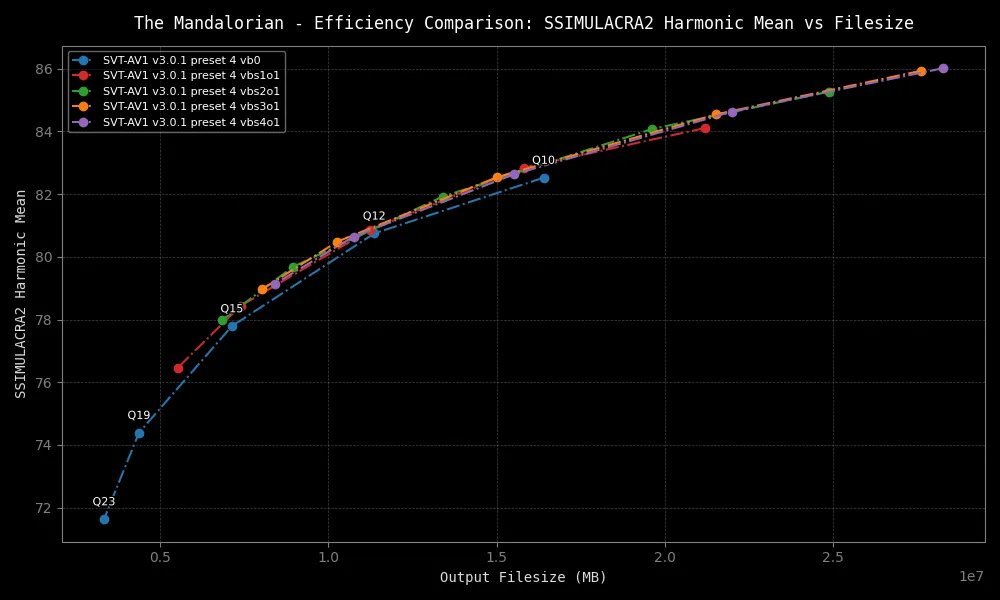 The Mandalorian - Efficiency Comparison: SSIMULACRA2 Harmonic Mean vs Filesize
SVT-AV1 v3.0.1 preset 4 vb0
SVT-AV1 v3.0.1 preset 4 vbs1o1
SVT-AV1 v3.0.1 preset 4 vbs2o1
SVT-AV1 v3.0.1 preset 4 vbs3o1
SVT-AV1 v3.0.1 preset 4 vbs4o1
SSIMULACRA2 Harmonic Mean
86
84
82
80
78
76
74
72
Q10
Q12
Q15
Q19
Q23
0.5
1.0
1.5
2.0
2.5
1e7
Output Filesize (MB)